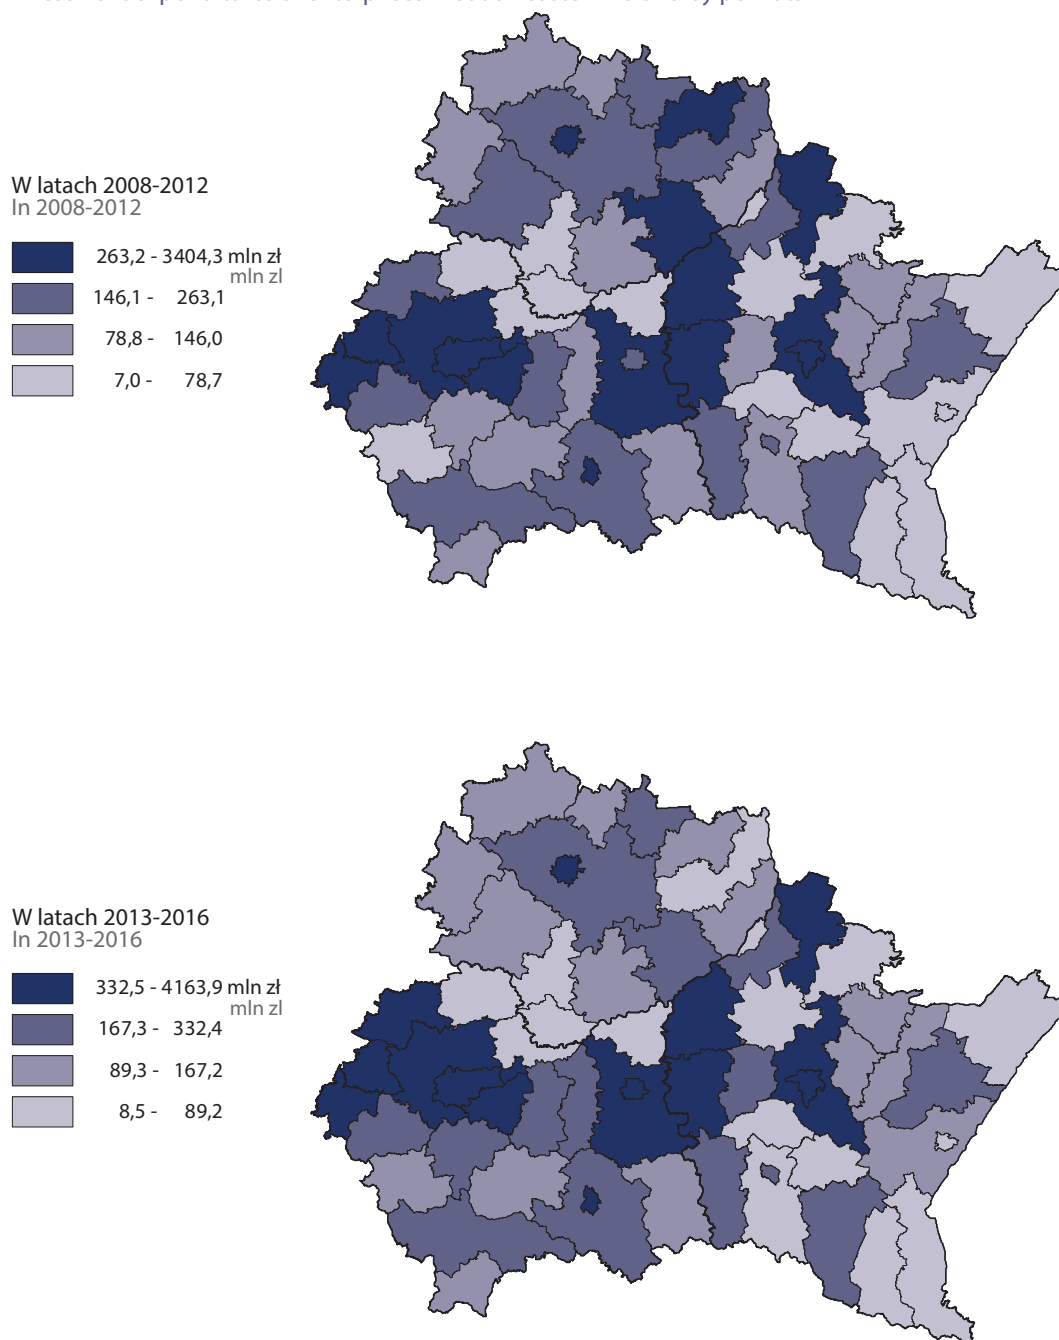 W latach 2008-2012
In 2008-2012
263,2 - 3404,3 mln zł
mln zl
146,1 - 263,1
78,8 - 146,0
7,0 - 78,7
W latach 2013-2016
In 2013-2016
332,5 - 4163,9 mln zł
mln zl
167,3 - 332,4
89,3 - 167,2
8,5 - 89,2